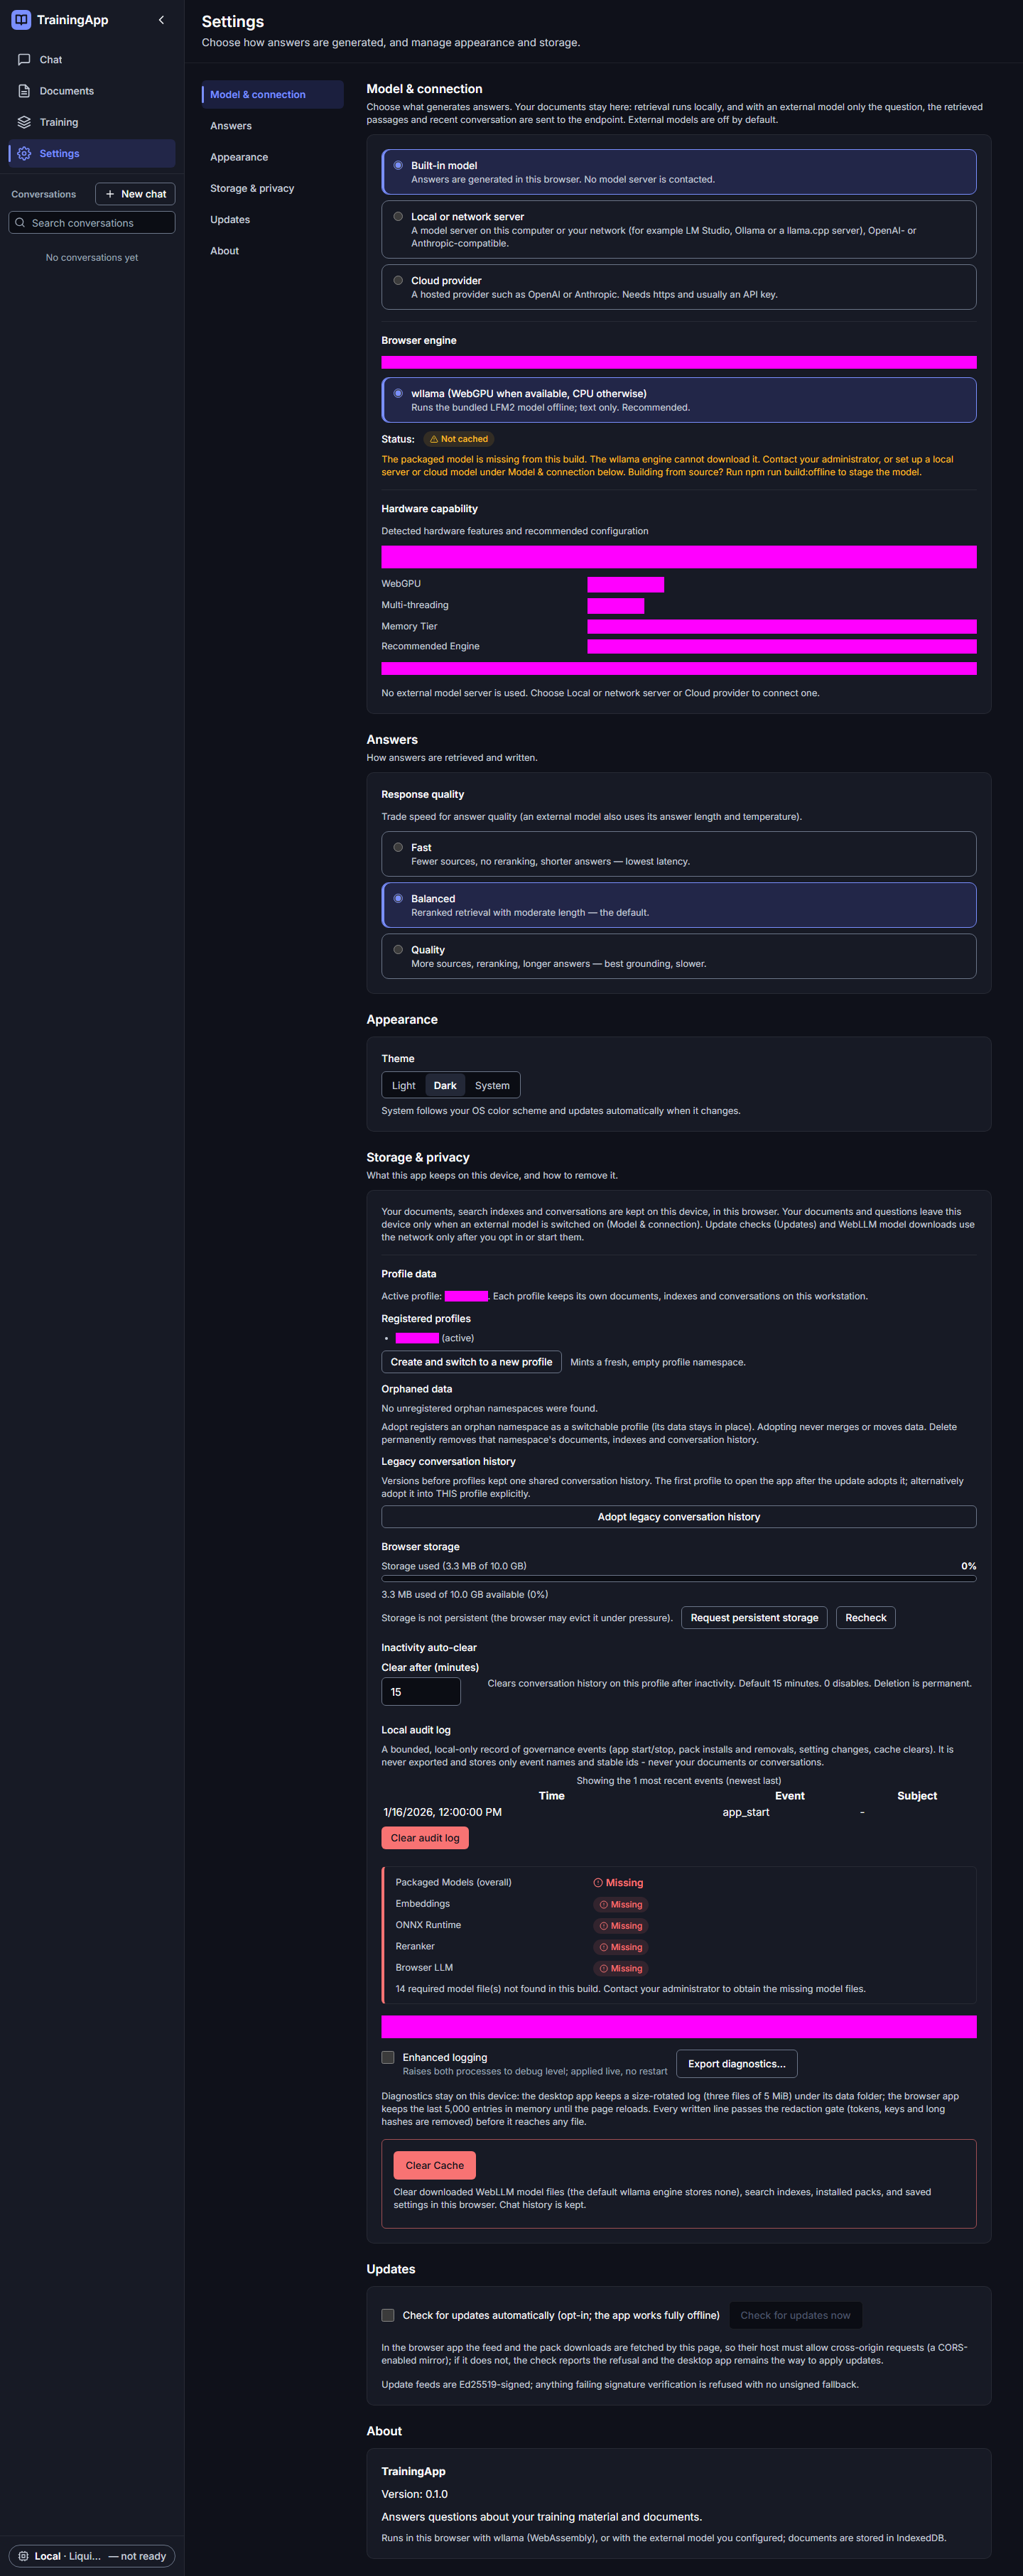 TrainingApp
Chat
Documents
Training
Settings
Conversations
New chat
Search conversations
No conversations yet
Local · Liqui... — not ready
Settings
Choose how answers are generated, and manage appearance and storage.
Model & connection
Answers
Appearance
Storage & privacy
Updates
About
Model & connection
Choose what generates answers. Your documents stay here: retrieval runs locally, and with an external model only the question, the retrieved
passages and recent conversation are sent to the endpoint. External models are off by default.
Built-in model
Answers are generated in this browser. No model server is contacted.
Local or network server
A model server on this computer or your network (for example LM Studio, Ollama or a llama.cpp server), OpenAI- or
Anthropic-compatible.
Cloud provider
A hosted provider such as OpenAI or Anthropic. Needs https and usually an API key.
Browser engine
wllama (WebGPU when available, CPU otherwise)
Runs the bundled LFM2 model offline; text only. Recommended.
Status: Not cached
The packaged model is missing from this build. The wllama engine cannot download it. Contact your administrator, or set up a local
server or cloud model under Model & connection below. Building from source? Run npm run build:offline to stage the model.
Hardware capability
Detected hardware features and recommended configuration
WebGPU
Multi-threading
Memory Tier
Recommended Engine
No external model server is used. Choose Local or network server or Cloud provider to connect one.
Answers
How answers are retrieved and written.
Response quality
Trade speed for answer quality (an external model also uses its answer length and temperature).
Fast
Fewer sources, no reranking, shorter answers — lowest latency.
Balanced
Reranked retrieval with moderate length — the default.
Quality
More sources, reranking, longer answers — best grounding, slower.
Appearance
Theme
Light Dark System
System follows your OS color scheme and updates automatically when it changes.
Storage & privacy
What this app keeps on this device, and how to remove it.
Your documents, search indexes and conversations are kept on this device, in this browser. Your documents and questions leave this
device only when an external model is switched on (Model & connection). Update checks (Updates) and WebLLM model downloads use
the network only after you opt in or start them.
Profile data
Active profile: . Each profile keeps its own documents, indexes and conversations on this workstation.
Registered profiles
• (active)
Create and switch to a new profile Mints a fresh, empty profile namespace.
Orphaned data
No unregistered orphan namespaces were found.
Adopt registers an orphan namespace as a switchable profile (its data stays in place). Adopting never merges or moves data. Delete
permanently removes that namespace's documents, indexes and conversation history.
Legacy conversation history
Versions before profiles kept one shared conversation history. The first profile to open the app after the update adopts it; alternatively
adopt it into THIS profile explicitly.
Adopt legacy conversation history
Browser storage
Storage used (3.3 MB of 10.0 GB) 0%
3.3 MB used of 10.0 GB available (0%)
Storage is not persistent (the browser may evict it under pressure). Request persistent storage Recheck
Inactivity auto-clear
Clear after (minutes)
15 Clears conversation history on this profile after inactivity. Default 15 minutes. 0 disables. Deletion is permanent.
Local audit log
A bounded, local-only record of governance events (app start/stop, pack installs and removals, setting changes, cache clears). It is
never exported and stores only event names and stable ids - never your documents or conversations.
Showing the 1 most recent events (newest last)
Time Event Subject
1/16/2026, 12:00:00 PM app_start -
Clear audit log
Packaged Models (overall) Missing
Embeddings Missing
ONNX Runtime Missing
Reranker Missing
Browser LLM Missing
14 required model file(s) not found in this build. Contact your administrator to obtain the missing model files.
Enhanced logging
Raises both processes to debug level; applied live, no restart
Export diagnostics...
Diagnostics stay on this device: the desktop app keeps a size-rotated log (three files of 5 MiB) under its data folder; the browser app
keeps the last 5,000 entries in memory until the page reloads. Every written line passes the redaction gate (tokens, keys and long
hashes are removed) before it reaches any file.
Clear Cache
Clear downloaded WebLLM model files (the default wllama engine stores none), search indexes, installed packs, and saved
settings in this browser. Chat history is kept.
Updates
Check for updates automatically (opt-in; the app works fully offline) Check for updates now
In the browser app the feed and the pack downloads are fetched by this page, so their host must allow cross-origin requests (a CORS-
enabled mirror); if it does not, the check reports the refusal and the desktop app remains the way to apply updates.
Update feeds are Ed25519-signed; anything failing signature verification is refused with no unsigned fallback.
About
TrainingApp
Version: 0.1.0
Answers questions about your training material and documents.
Runs in this browser with wllama (WebAssembly), or with the external model you configured; documents are stored in IndexedDB.